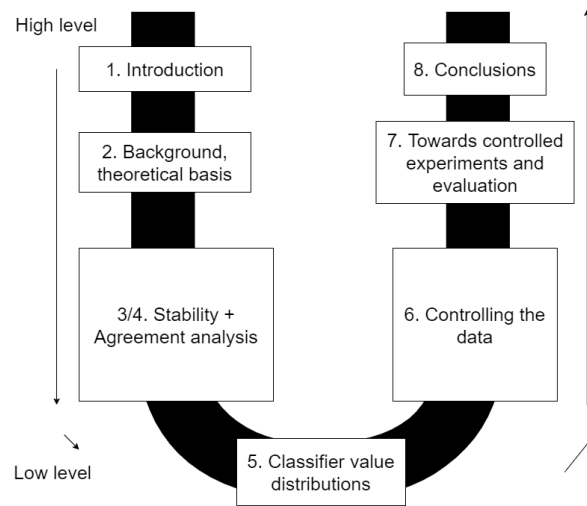 High level
1. Introduction
2. Background,
theoretical basis
3/4. Stability +
Agreement analysis
Low level
5. Classifier value
distributions
6. Controlling the
data
7. Towards controlled
experiments and
evaluation
8. Conclusions